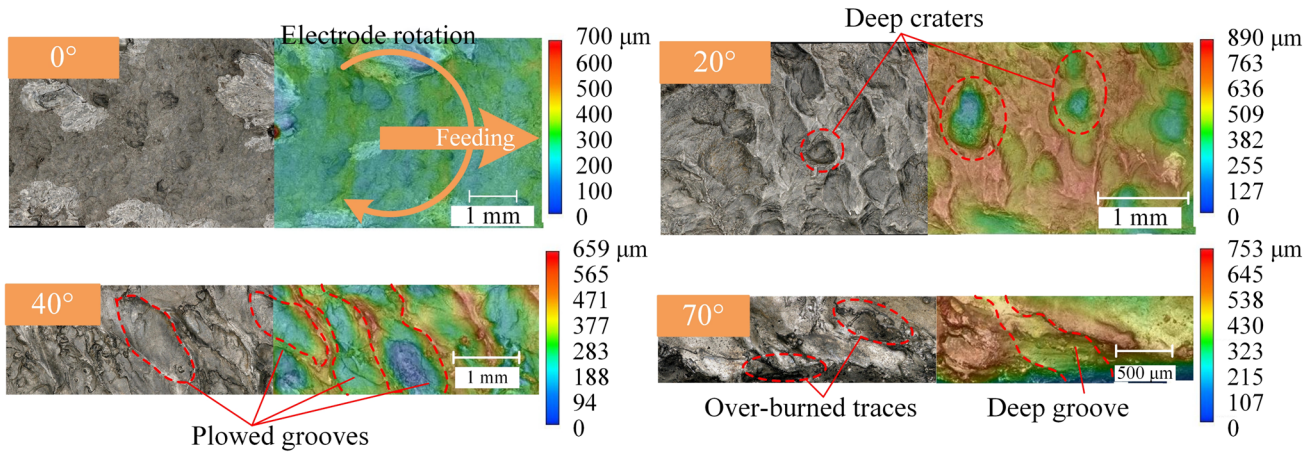 0°
Electrode rotation
Feeding
1 mm
700 μm
600
500
400
300
200
100
0
Deep craters
20°
1 mm
890 μm
763
636
509
382
255
127
0
40°
1 mm
659 μm
565
471
377
283
188
94
0
Plowed grooves
70°
500 μm
753 μm
645
538
430
323
215
107
0
Over-burned traces
Deep groove